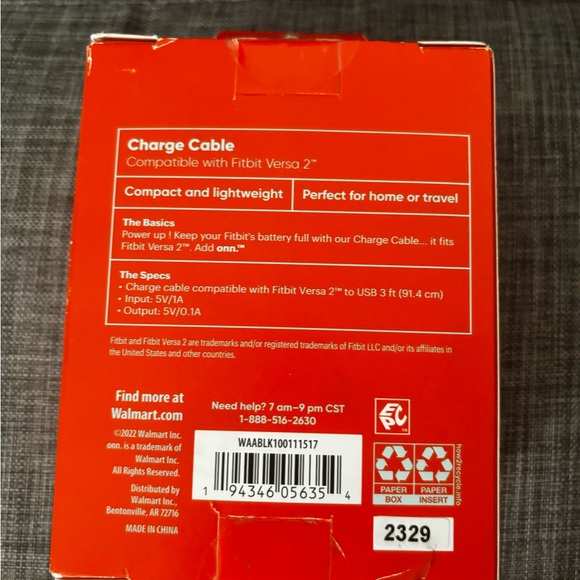 Charge Cable
Compatible with Fitbit Versa 2™
Compact and lightweight
Perfect for home or travel
The Basics
Power up ! Keep your Fitbit's battery full with our Charge Cable... it fits
Fitbit Versa 2™. Add onn.™
The Specs
• Charge cable compatible with Fitbit Versa 2™ to USB 3 ft (91.4 cm)
• Input: 5V/1A
• Output: 5V/0.1A
Fitbit and Fitbit Versa 2 are trademarks and/or registered trademarks of Fitbit LLC and/or its affiliates in
the United States and other countries.
Find more at
Walmart.com
©2022 Walmart Inc.
onn. is a trademark of
Walmart Inc.
All Rights Reserved.
Distributed by
Walmart Inc.,
Bentonville, AR 72716
MADE IN CHINA
Need help? 7 am–9 pm CST
1-888-516-2630
WAABLK100111517
1 94346 05635 4
EPC™
PAPER
BOX
PAPER
INSERT
how2recycle.info
2329